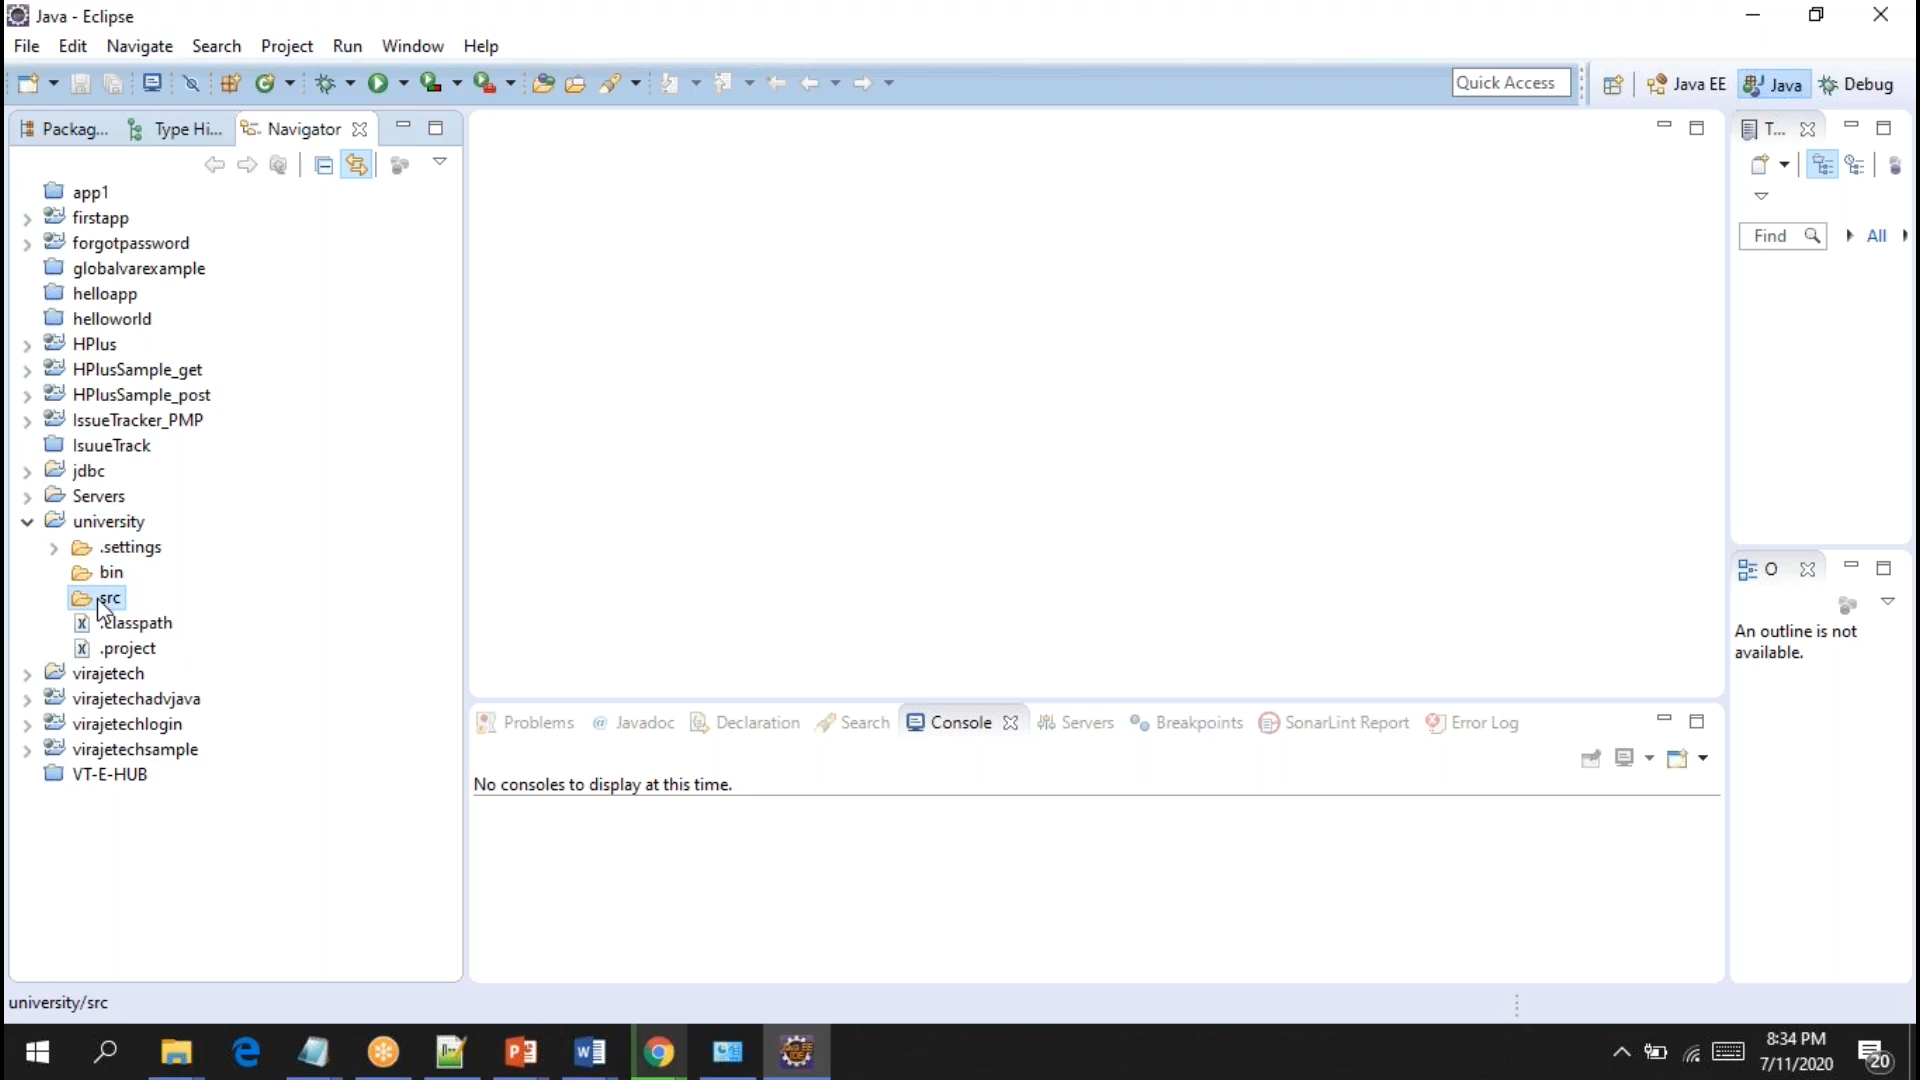 Java - Eclipse
File Edit Navigate Search Project Run Window Help
Quick Access Java EE Java Debug
Packag... Type Hi... Navigator
T...
app1
firstapp
forgotpassword
globalvarexample
helloapp
helloworld
HPlus
HPlusSample_get
HPlusSample_post
IssueTracker_PMP
IsuueTrack
jdbc
Servers
university
.settings
bin
src
.classpath
.project
virajetech
virajetechadvjava
virajetechlogin
virajetechsample
VT-E-HUB
Find All
O
An outline is not
available.
Problems Javadoc Declaration Search Console Servers Breakpoints SonarLint Report Error Log
No consoles to display at this time.
university/src
8:34 PM
7/11/2020
20